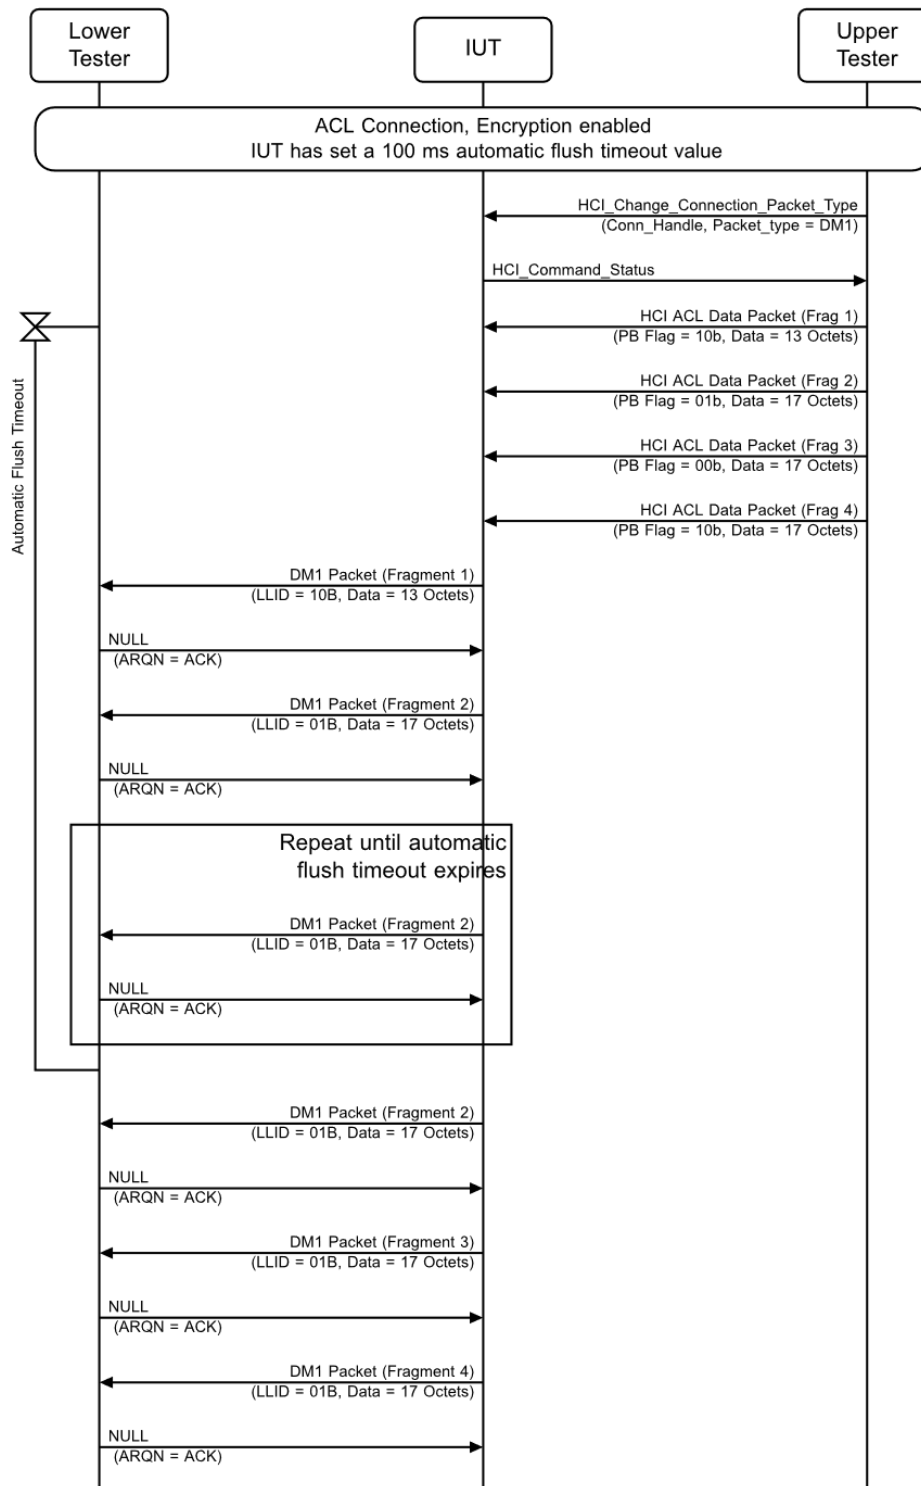 Lower
Tester
IUT
Upper
Tester
ACL Connection, Encryption enabled
IUT has set a 100 ms automatic flush timeout value
HCI_Change_Connection_Packet_Type
(Conn_Handle, Packet_type = DM1)
HCI_Command_Status
HCI ACL Data Packet (Frag 1)
(PB Flag = 10b, Data = 13 Octets)
Automatic Flush Timeout
HCI ACL Data Packet (Frag 2)
(PB Flag = 01b, Data = 17 Octets)
HCI ACL Data Packet (Frag 3)
(PB Flag = 00b, Data = 17 Octets)
HCI ACL Data Packet (Frag 4)
(PB Flag = 10b, Data = 17 Octets)
DM1 Packet (Fragment 1)
(LLID = 10B, Data = 13 Octets)
NULL
(ARQN = ACK)
DM1 Packet (Fragment 2)
(LLID = 01B, Data = 17 Octets)
NULL
(ARQN = ACK)
Repeat until automatic
flush timeout expires
DM1 Packet (Fragment 2)
(LLID = 01B, Data = 17 Octets)
NULL
(ARQN = ACK)
DM1 Packet (Fragment 2)
(LLID = 01B, Data = 17 Octets)
NULL
(ARQN = ACK)
DM1 Packet (Fragment 3)
(LLID = 01B, Data = 17 Octets)
NULL
(ARQN = ACK)
DM1 Packet (Fragment 4)
(LLID = 01B, Data = 17 Octets)
NULL
(ARQN = ACK)